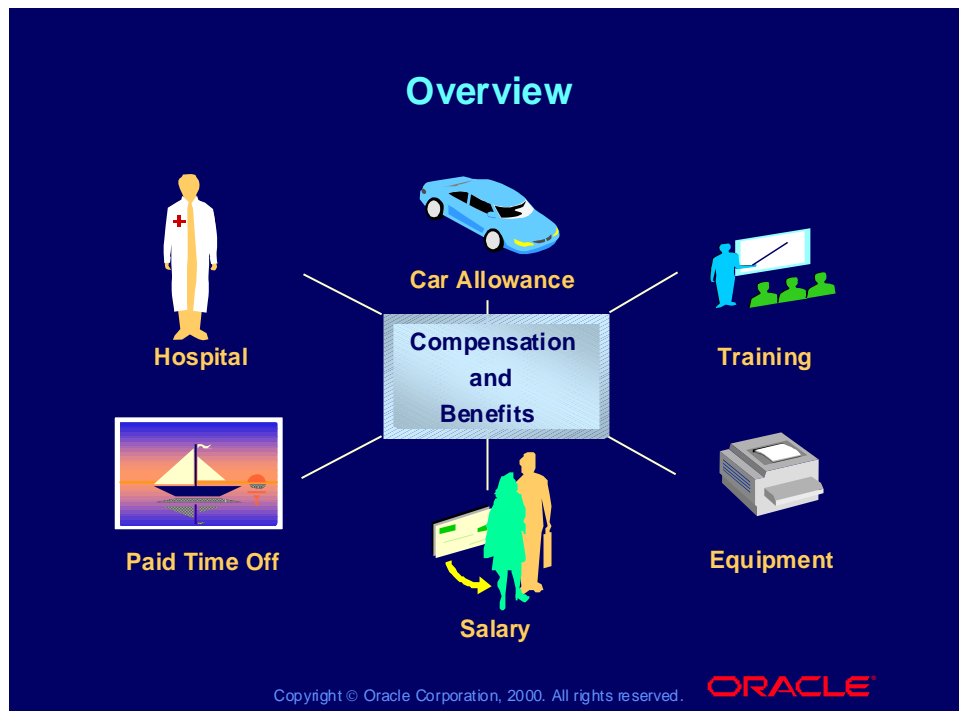 Overview
Car Allowance
Hospital
Compensation
and
Benefits
Training
Paid Time Off
Salary
Equipment
Copyright © Oracle Corporation, 2000. All rights reserved.
ORACLE®